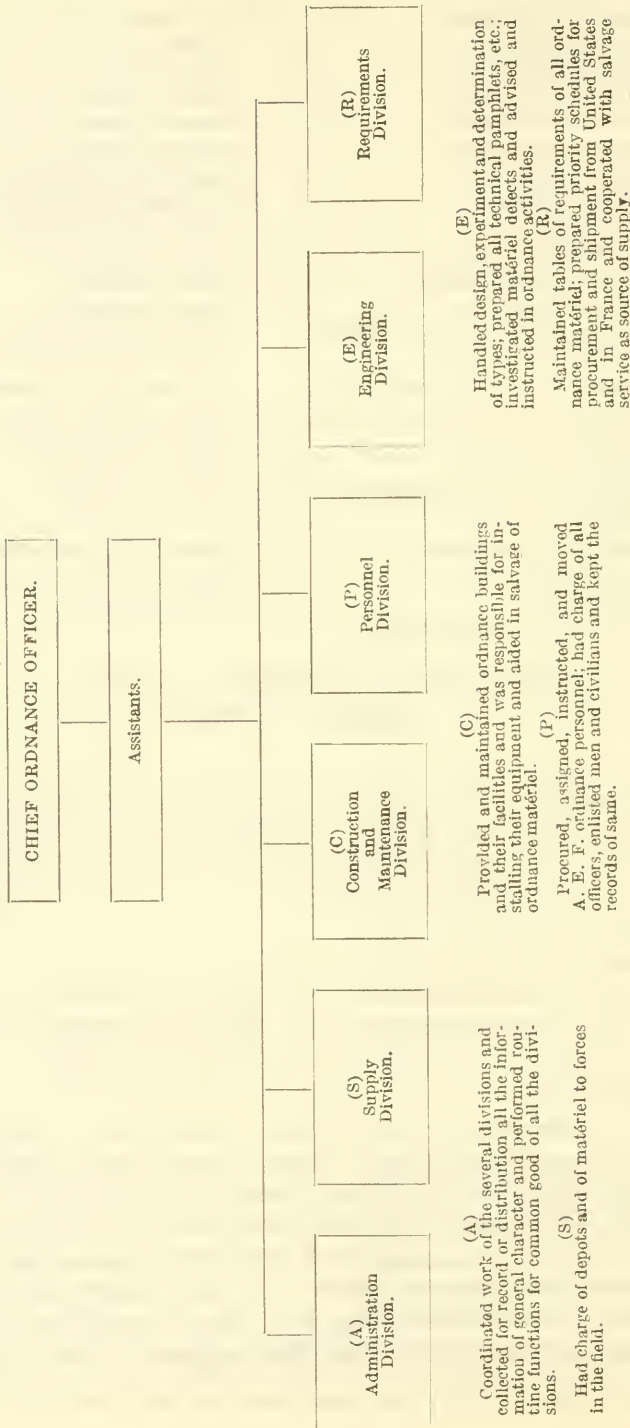 CHIEF ORDNANCE OFFICER.
Assistants.
(A)
Administration
Division.
(S)
Supply
Division.
(C)
Construction
and
Maintenance
Division.
(P)
Personnel
Division.
(E)
Engineering
Division.
(R)
Requirements
Division.
(A)
Coordinated work of the several divisions and
collected for record or distribution all the infor-
mation of general character and performed rou-
tine functions for common good of all the divi-
sions.
(S)
Had charge of depots and of matériel to forces
in the field.
(C)
Provided and maintained ordnance buildings
and their facilities and was responsible for in-
stalling their equipment and aided in salvage of
ordnance matériel.
(P)
Procured, assigned, instructed, and moved
A. E. F. ordnance personnel; had charge of all
officers, enlisted men and civilians and kept the
records of same.
(E)
Handled design, experiment and determination
of types; prepared all technical pamphlets, etc.;
investigated matériel defects and advised and
instructed in ordnance activities.
(R)
Maintained tables of requirements of all ord-
nance matériel; prepared priority schedules for
procurement and shipment from United States
and in France and cooperated with salvage
service as source of supply.